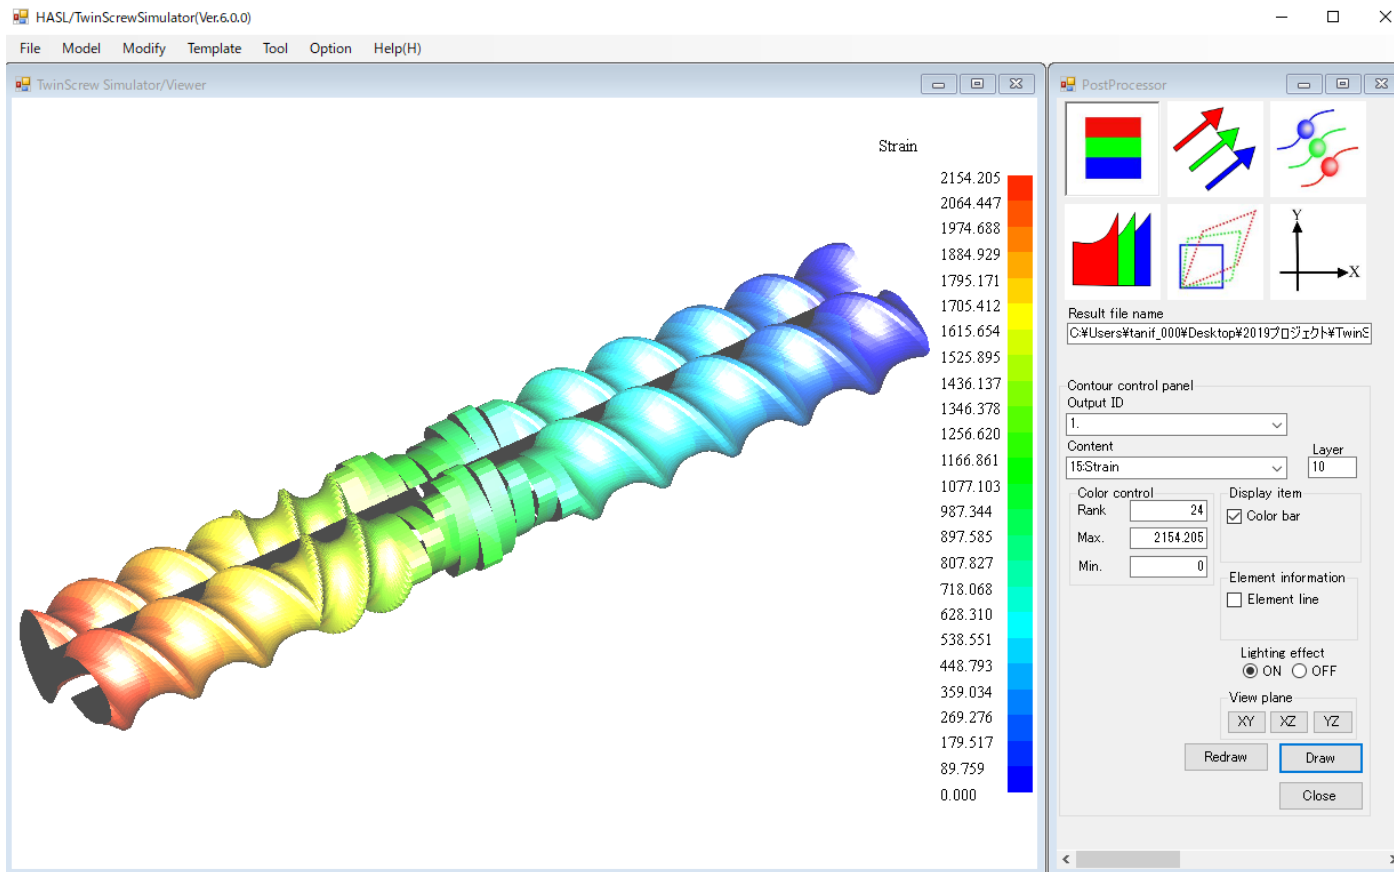 HASL/TwinScrewSimulator(Ver.6.0.0)
File Model Modify Template Tool Option Help(H)
TwinScrew Simulator/Viewer
Strain
2154.205
2064.447
1974.688
1884.929
1795.171
1705.412
1615.654
1525.895
1436.137
1346.378
1256.620
1166.861
1077.103
987.344
897.585
807.827
718.068
628.310
538.551
448.793
359.034
269.276
179.517
89.759
0.000
PostProcessor
Y
X
Result file name
C:¥Users¥tanif_000¥Desktop¥2019プロジェクト¥TwinS
Contour control panel
Output ID
1.
Content
Layer
15:Strain
10
Color control
Display item
Rank 24
Color bar
Max. 2154.205
Min. 0
Element information
Element line
Lighting effect
ON OFF
View plane
XY XZ YZ
Redraw Draw
Close